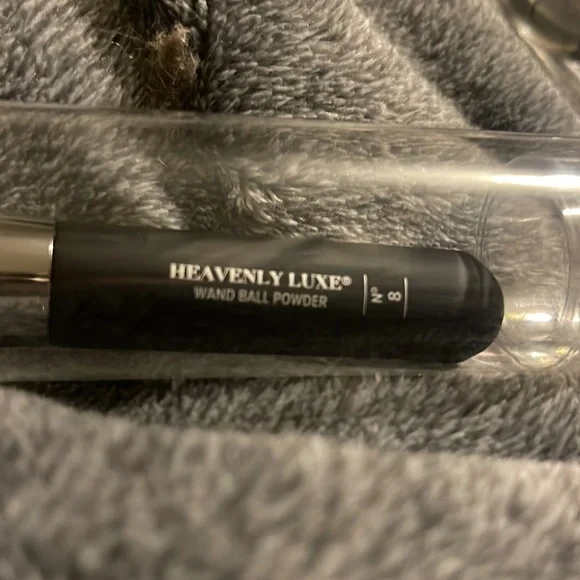 HEAVENLY LUXE®
WAND BALL POWDER
Nº
8